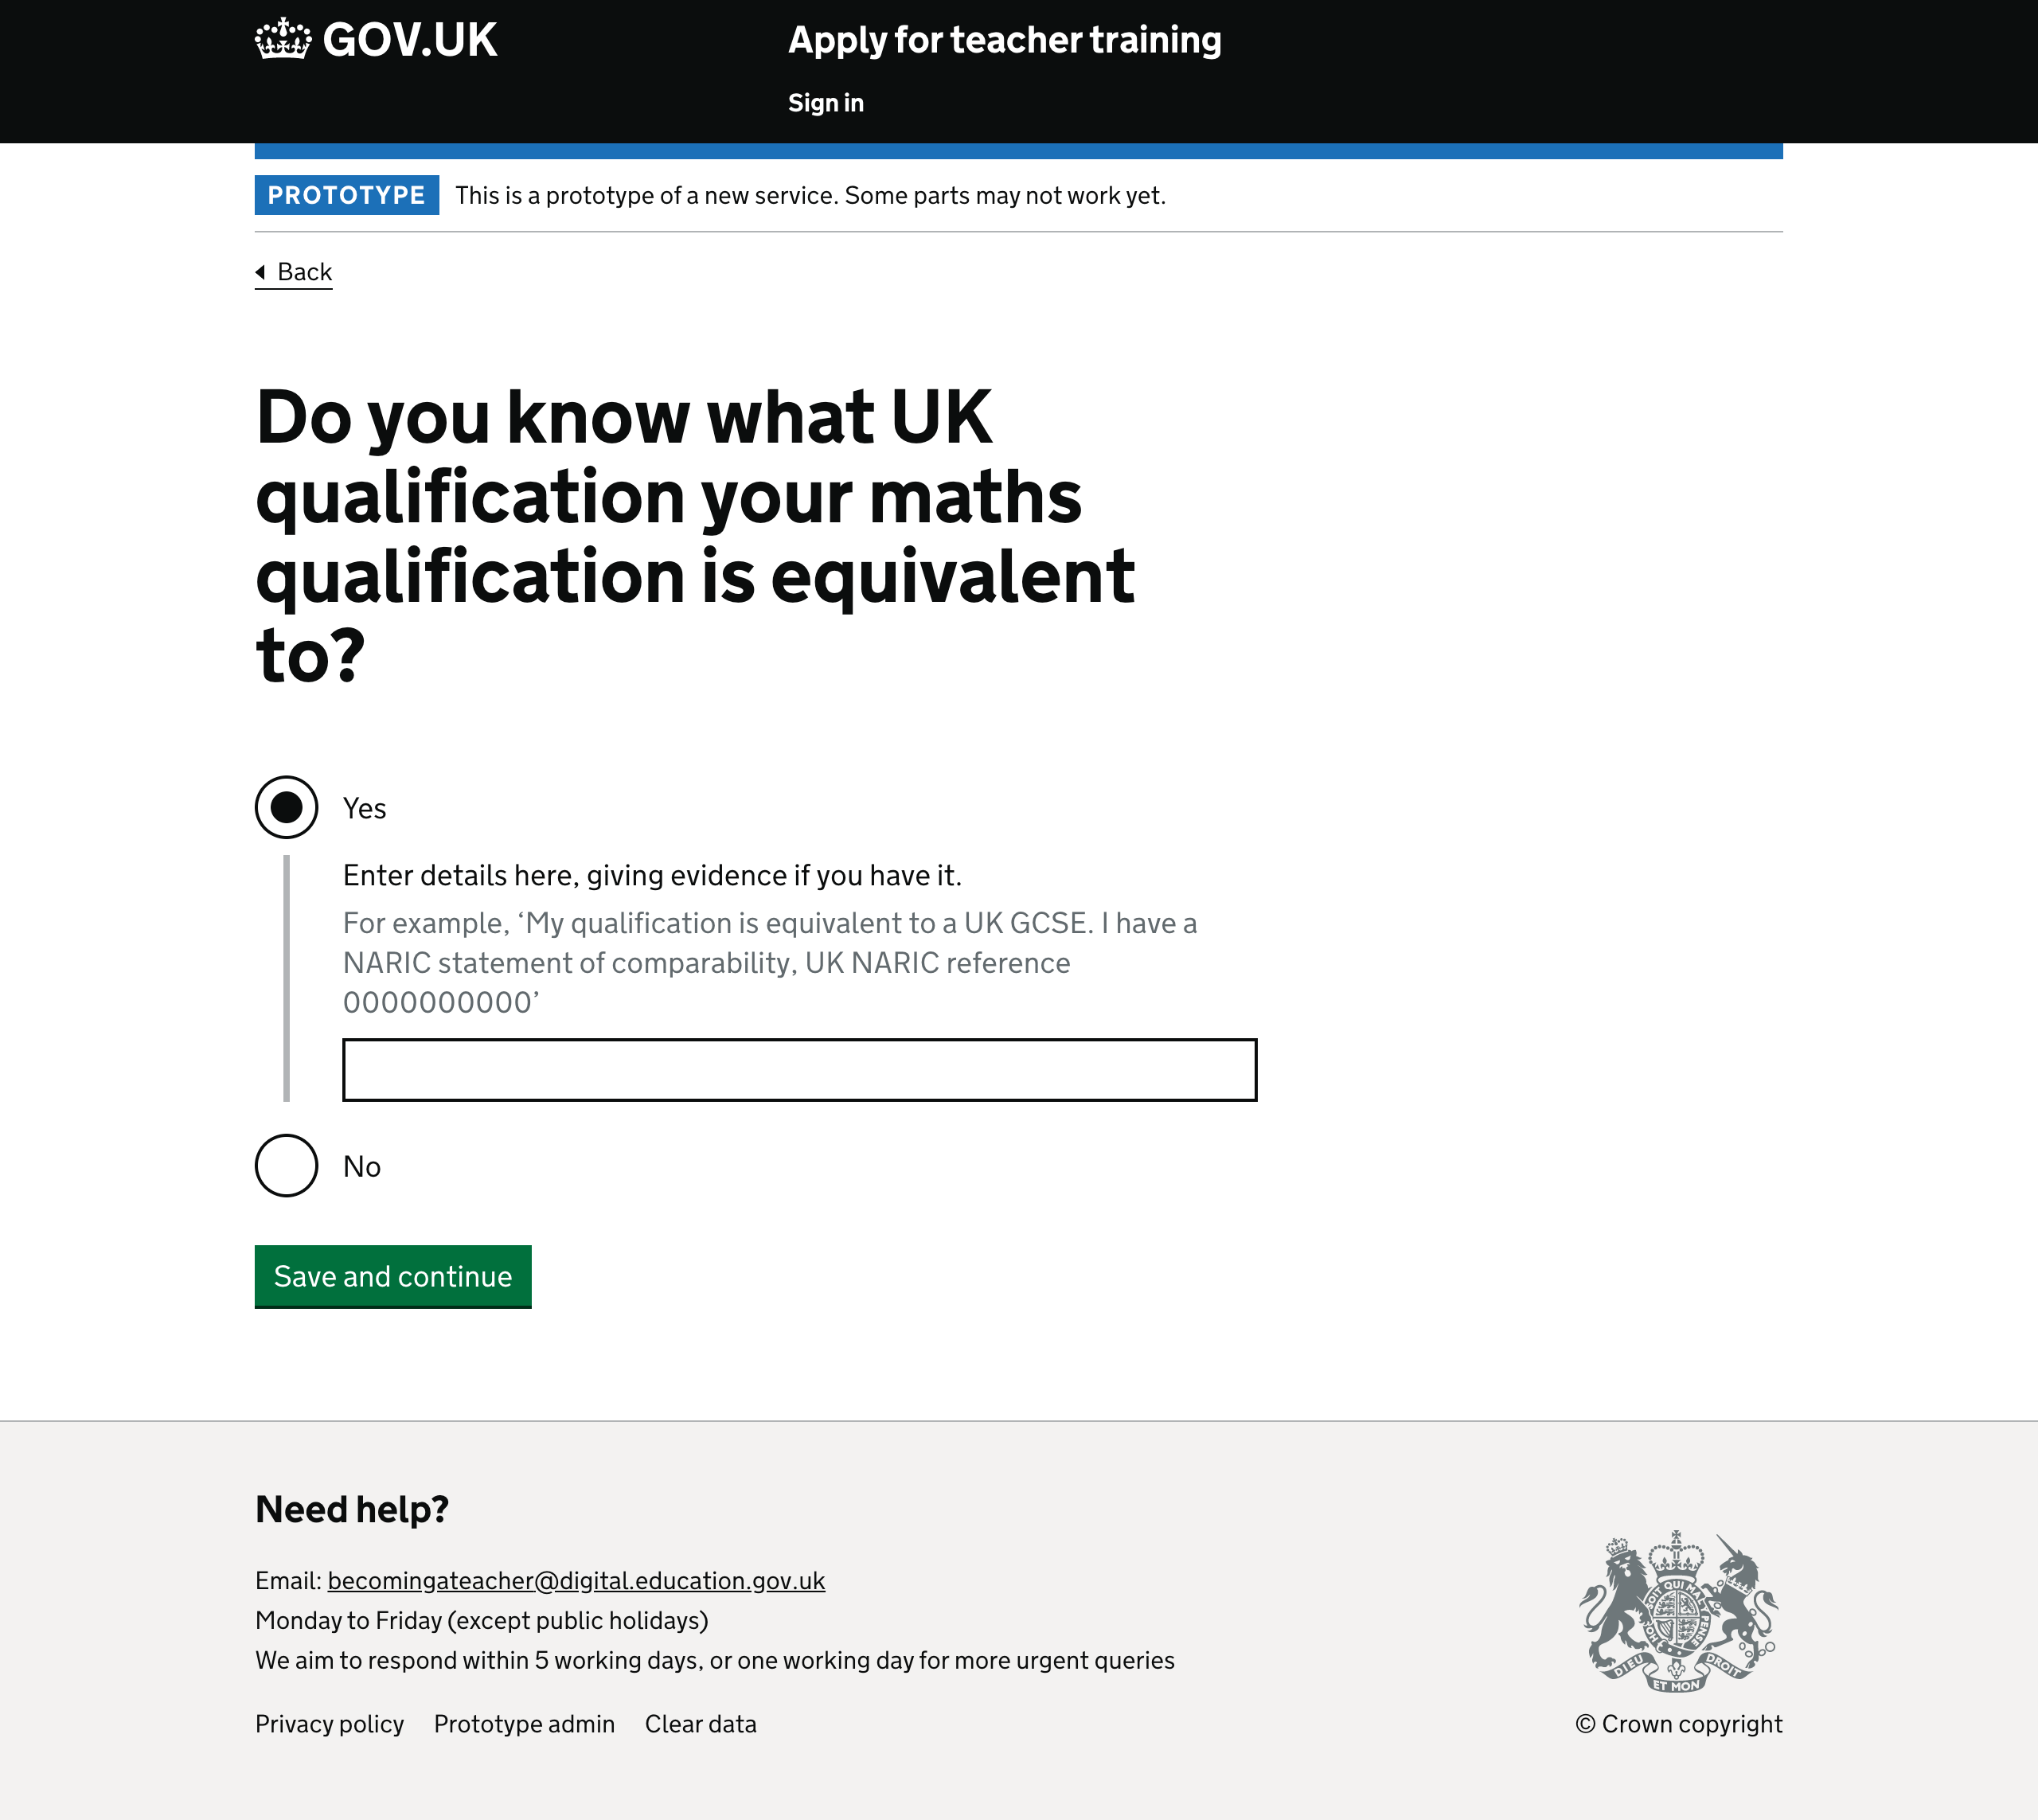 GOV.UK
Apply for teacher training
Sign in
PROTOTYPE This is a prototype of a new service. Some parts may not work yet.
Back
Do you know what UK
qualification your maths
qualification is equivalent
to?
Yes
Enter details here, giving evidence if you have it.
For example, ‘My qualification is equivalent to a UK GCSE. I have a
NARIC statement of comparability, UK NARIC reference
0000000000’
No
Save and continue
Need help?
Email: becomingateacher@digital.education.gov.uk
Monday to Friday (except public holidays)
We aim to respond within 5 working days, or one working day for more urgent queries
DIEU ET MON DROIT
Privacy policy Prototype admin Clear data
© Crown copyright